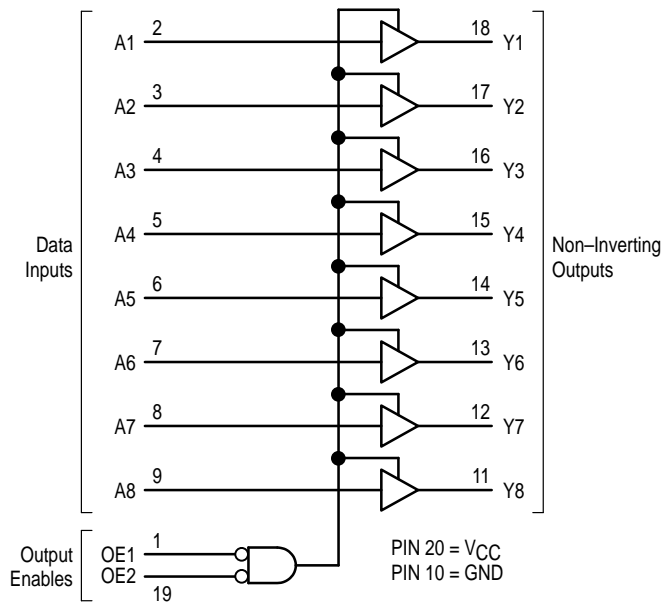 A1 2 18 Y1
A2 3 17 Y2
A3 4 16 Y3
A4 5 15 Y4
Data Inputs
Non–Inverting Outputs
A5 6 14 Y5
A6 7 13 Y6
A7 8 12 Y7
A8 9 11 Y8
Output Enables
OE1 1
OE2 19
PIN 20 = VCC
PIN 10 = GND